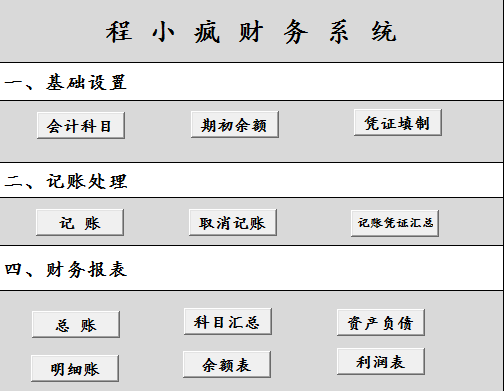 程 小 疯 财 务 系 统
一、基础设置
会计科目 期初余额 凭证填制
二、记账处理
记 账 取消记账 记账凭证汇总
四、财务报表
总 账 科目汇总 资产负债
明细账 余额表 利润表